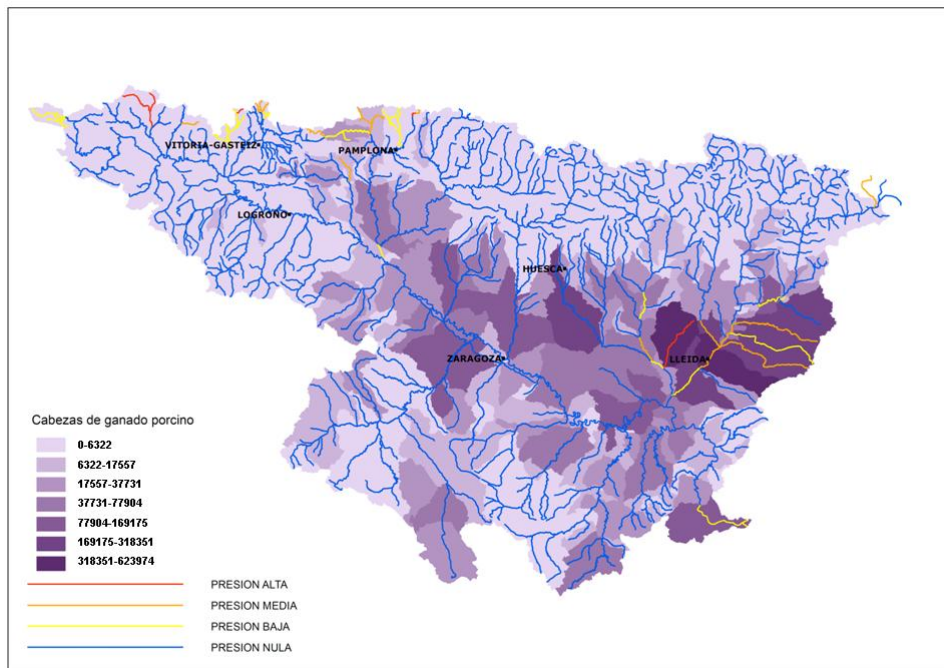 VITORIA-GASTEIZ
PAMPLONA
LOGROÑO
HUESCA
ZARAGOZA
LLEIDA
Cabezas de ganado porcino
0-6322
6322-17557
17557-37731
37731-77904
77904-169175
169175-318351
318351-623974
PRESION ALTA
PRESION MEDIA
PRESION BAJA
PRESION NULA